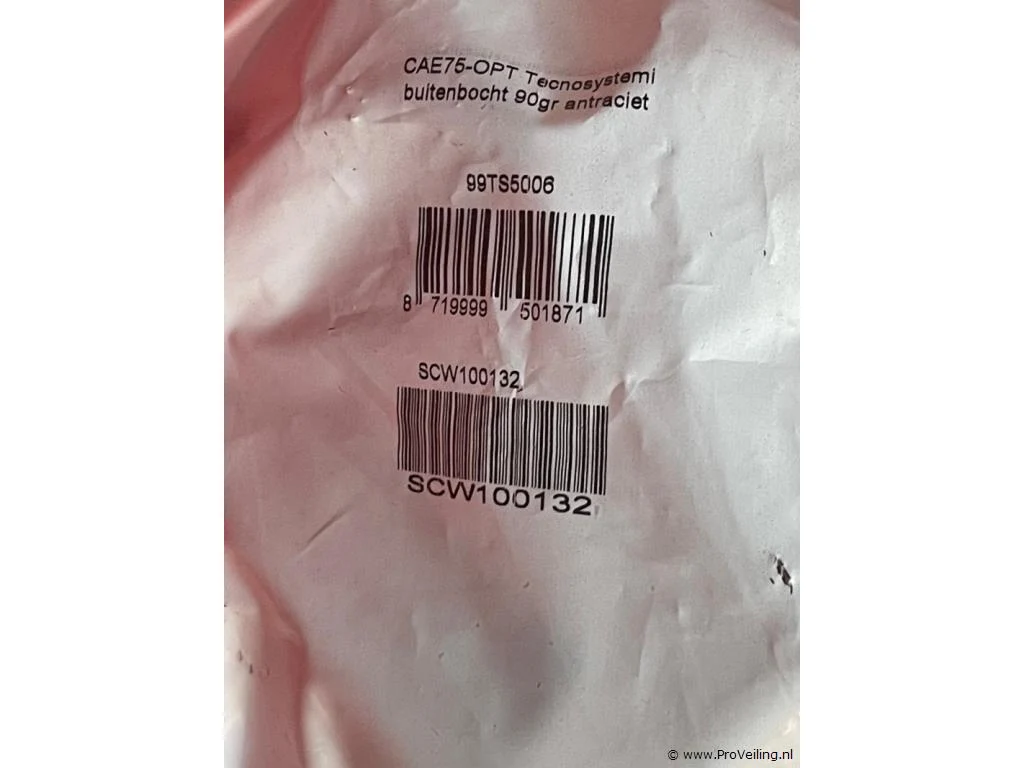 CAE75-OPT Tecnosystemi
buitenbocht 90gr antraciet
99TS5006
8 719999 501871
SCW100132
SCW100132
© www.ProVeiling.nl